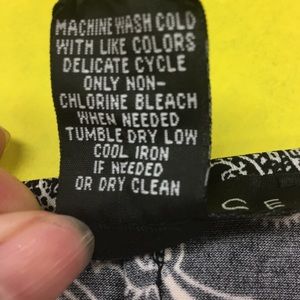 MACHINE WASH COLD
WITH LIKE COLORS
DELICATE CYCLE
ONLY NON-
CHLORINE BLEACH
WHEN NEEDED
TUMBLE DRY LOW
COOL IRON
IF NEEDED
OR DRY CLEAN
CE